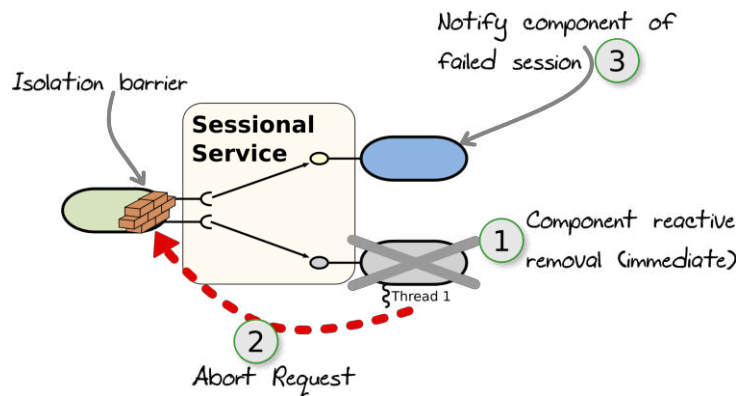 Notify component of
failed session
3
Isolation barrier
Sessional
Service
1
Component reactive
removal (immediate)
Thread 1
2
Abort Request